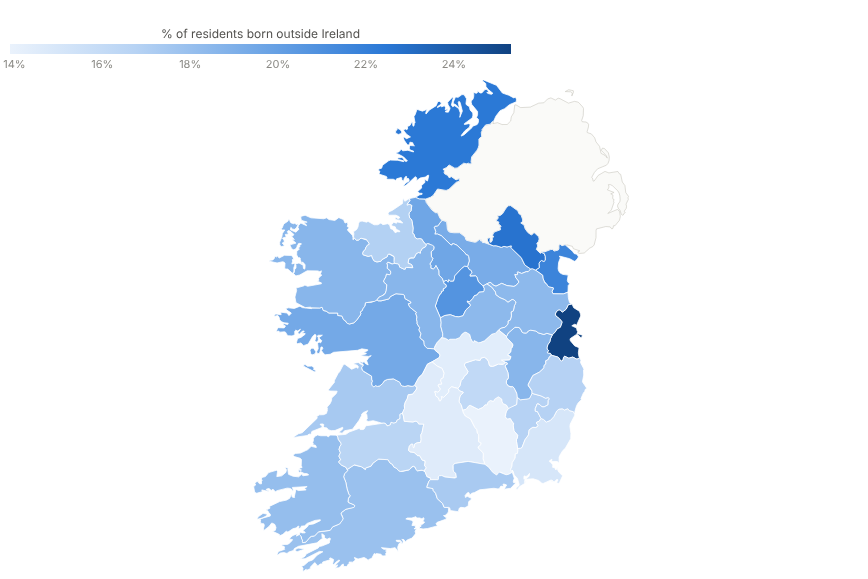 % of residents born outside Ireland
14% 16% 18% 20% 22% 24%